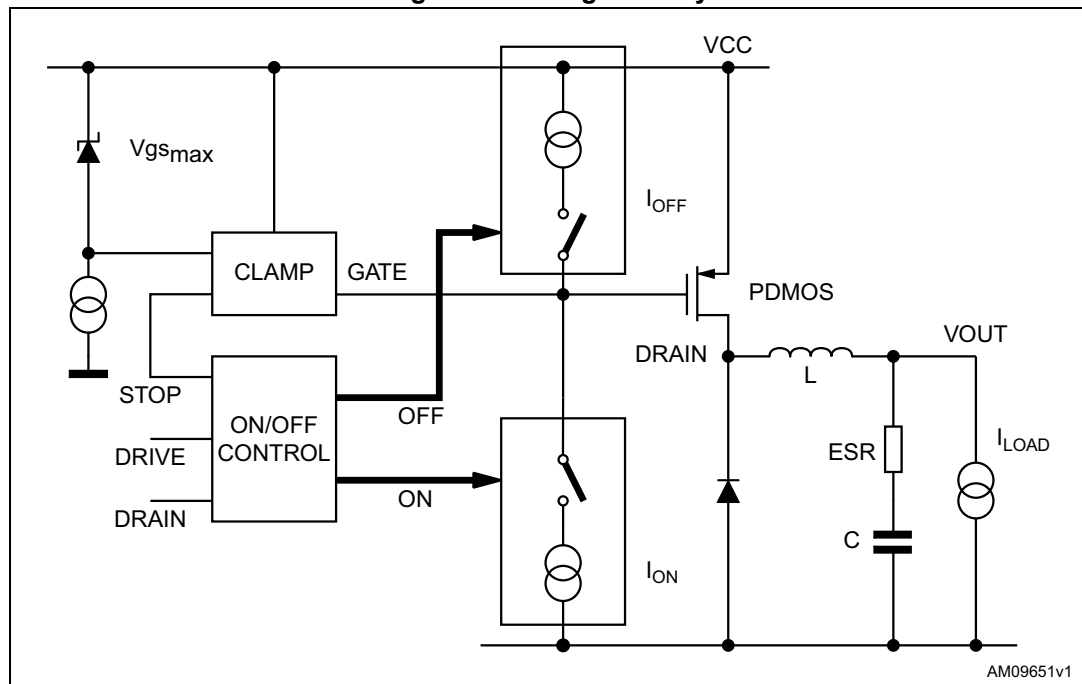 VCC
Vgsmax
IOFF
CLAMP
GATE
PDMOS
DRAIN
VOUT
L
STOP
ON/OFF
CONTROL
OFF
DRIVE
ON
DRAIN
ESR
ILOAD
C
ION
AM09651v1